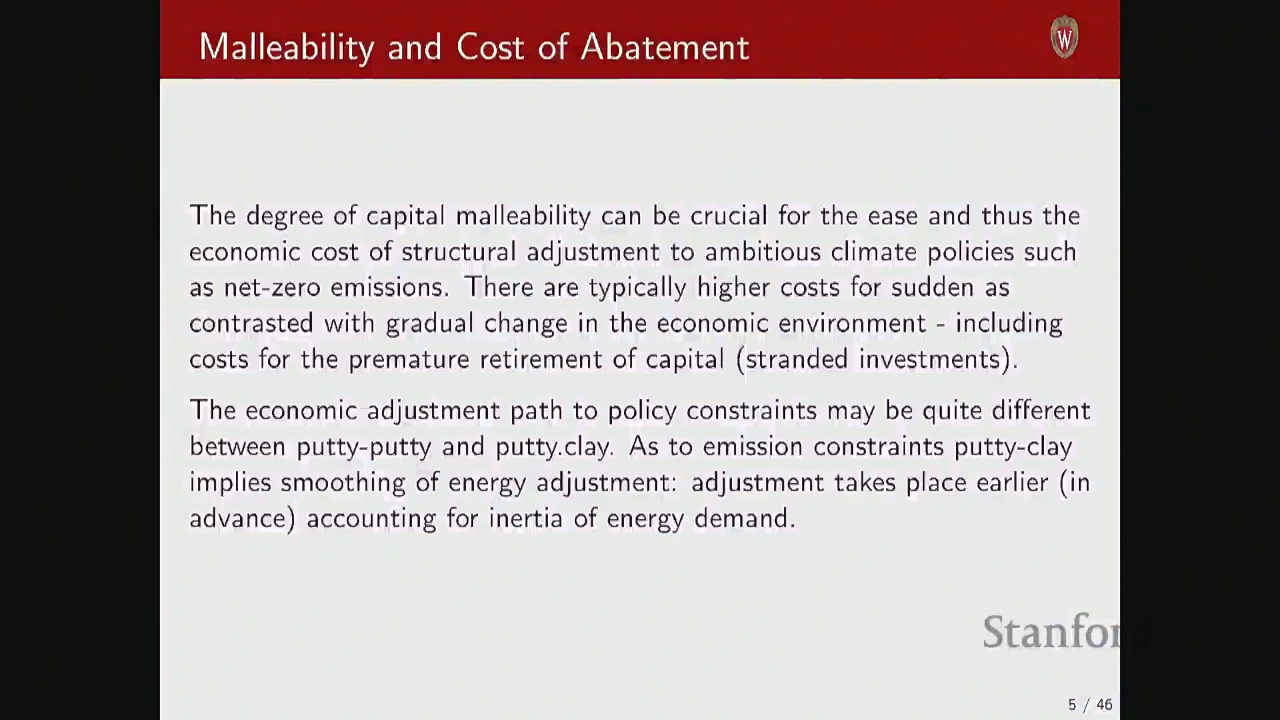 Malleability and Cost of Abatement
W
The degree of capital malleability can be crucial for the ease and thus the
economic cost of structural adjustment to ambitious climate policies such
as net-zero emissions. There are typically higher costs for sudden as
contrasted with gradual change in the economic environment - including
costs for the premature retirement of capital (stranded investments).
The economic adjustment path to policy constraints may be quite different
between putty-putty and putty.clay. As to emission constraints putty-clay
implies smoothing of energy adjustment: adjustment takes place earlier (in
advance) accounting for inertia of energy demand.
Stanfor
5 / 46